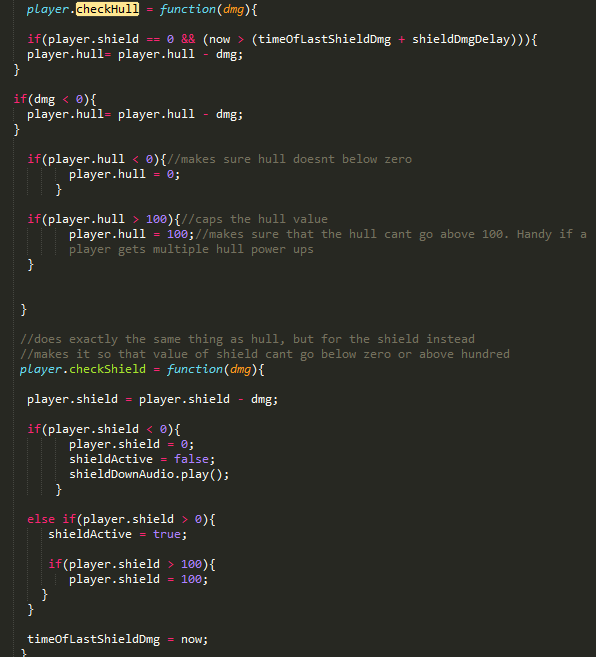 player.checkHull = function(dmg){
if(player.shield == 0 && (now > (timeOfLastShieldDmg + shieldDmgDelay))){
player.hull= player.hull - dmg;
}
if(dmg < 0){
player.hull= player.hull - dmg;
}
if(player.hull < 0){//makes sure hull doesnt below zero
player.hull = 0;
}
if(player.hull > 100){//caps the hull value
player.hull = 100;//makes sure that the hull cant go above 100. Handy if a
player gets multiple hull power ups
}
}
//does exactly the same thing as hull, but for the shield instead
//makes it so that value of shield cant go below zero or above hundred
player.checkShield = function(dmg){
player.shield = player.shield - dmg;
if(player.shield < 0){
player.shield = 0;
shieldActive = false;
shieldDownAudio.play();
}
else if(player.shield > 0){
shieldActive = true;
if(player.shield > 100){
player.shield = 100;
}
}
timeOfLastShieldDmg = now;
}